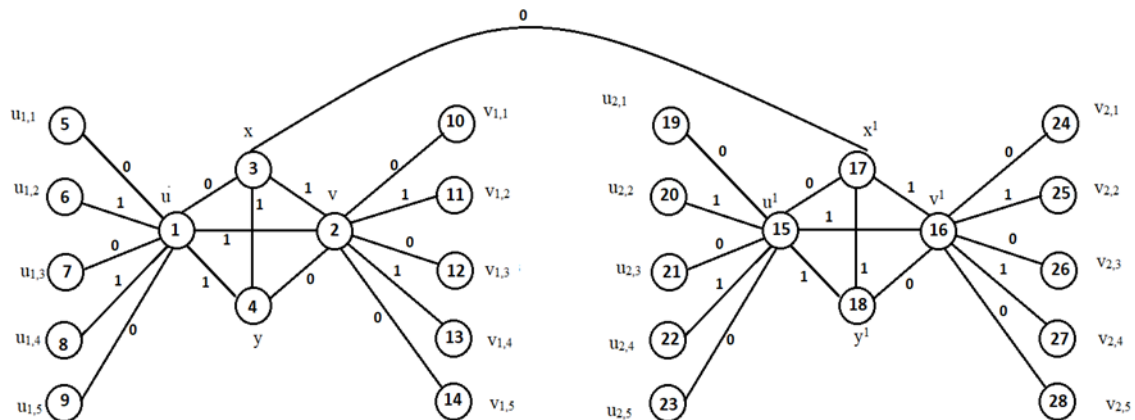 0
u1,1 5 10 v1,1 u2,1 19 24 v2,1
x x1
0 0 0 0
3 17
u1,2 6 u 0 1 v 1 11 v1,2 u2,2 20 u1 0 1 v1 1 25 v2,2
1 1 1 1
1 1 2 15 1 16
u1,3 7 0 0 12 v1,3 u2,3 21 0 0 26 v2,3
1 1 0 1 1 1 1 0 1
4 18
u1,4 8 0 y 0 13 v1,4 u2,4 22 0 y1 0 27 v2,4
u1,5 9 14 v1,5 u2,5 23 28 v2,5